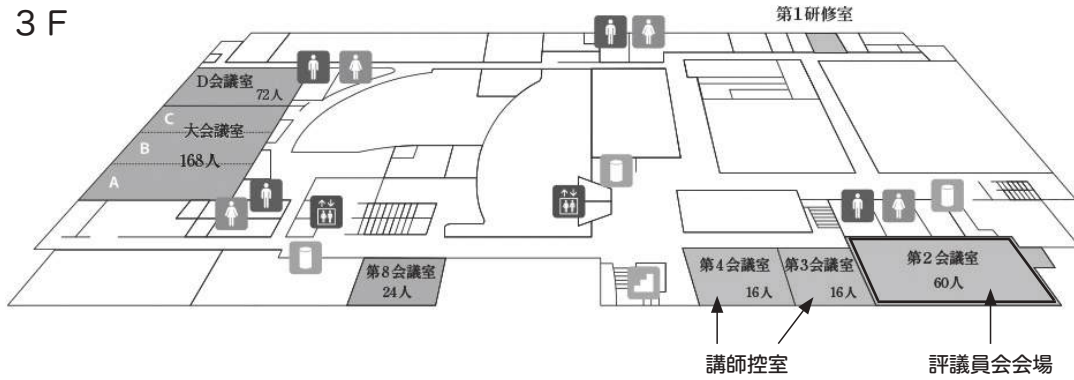 3F
第1研修室
D会議室
72人
C
大会議室
B
168人
A
第8会議室
24人
第4会議室
16人
第3会議室
16人
第2会議室
60人
講師控室
評議員会会場